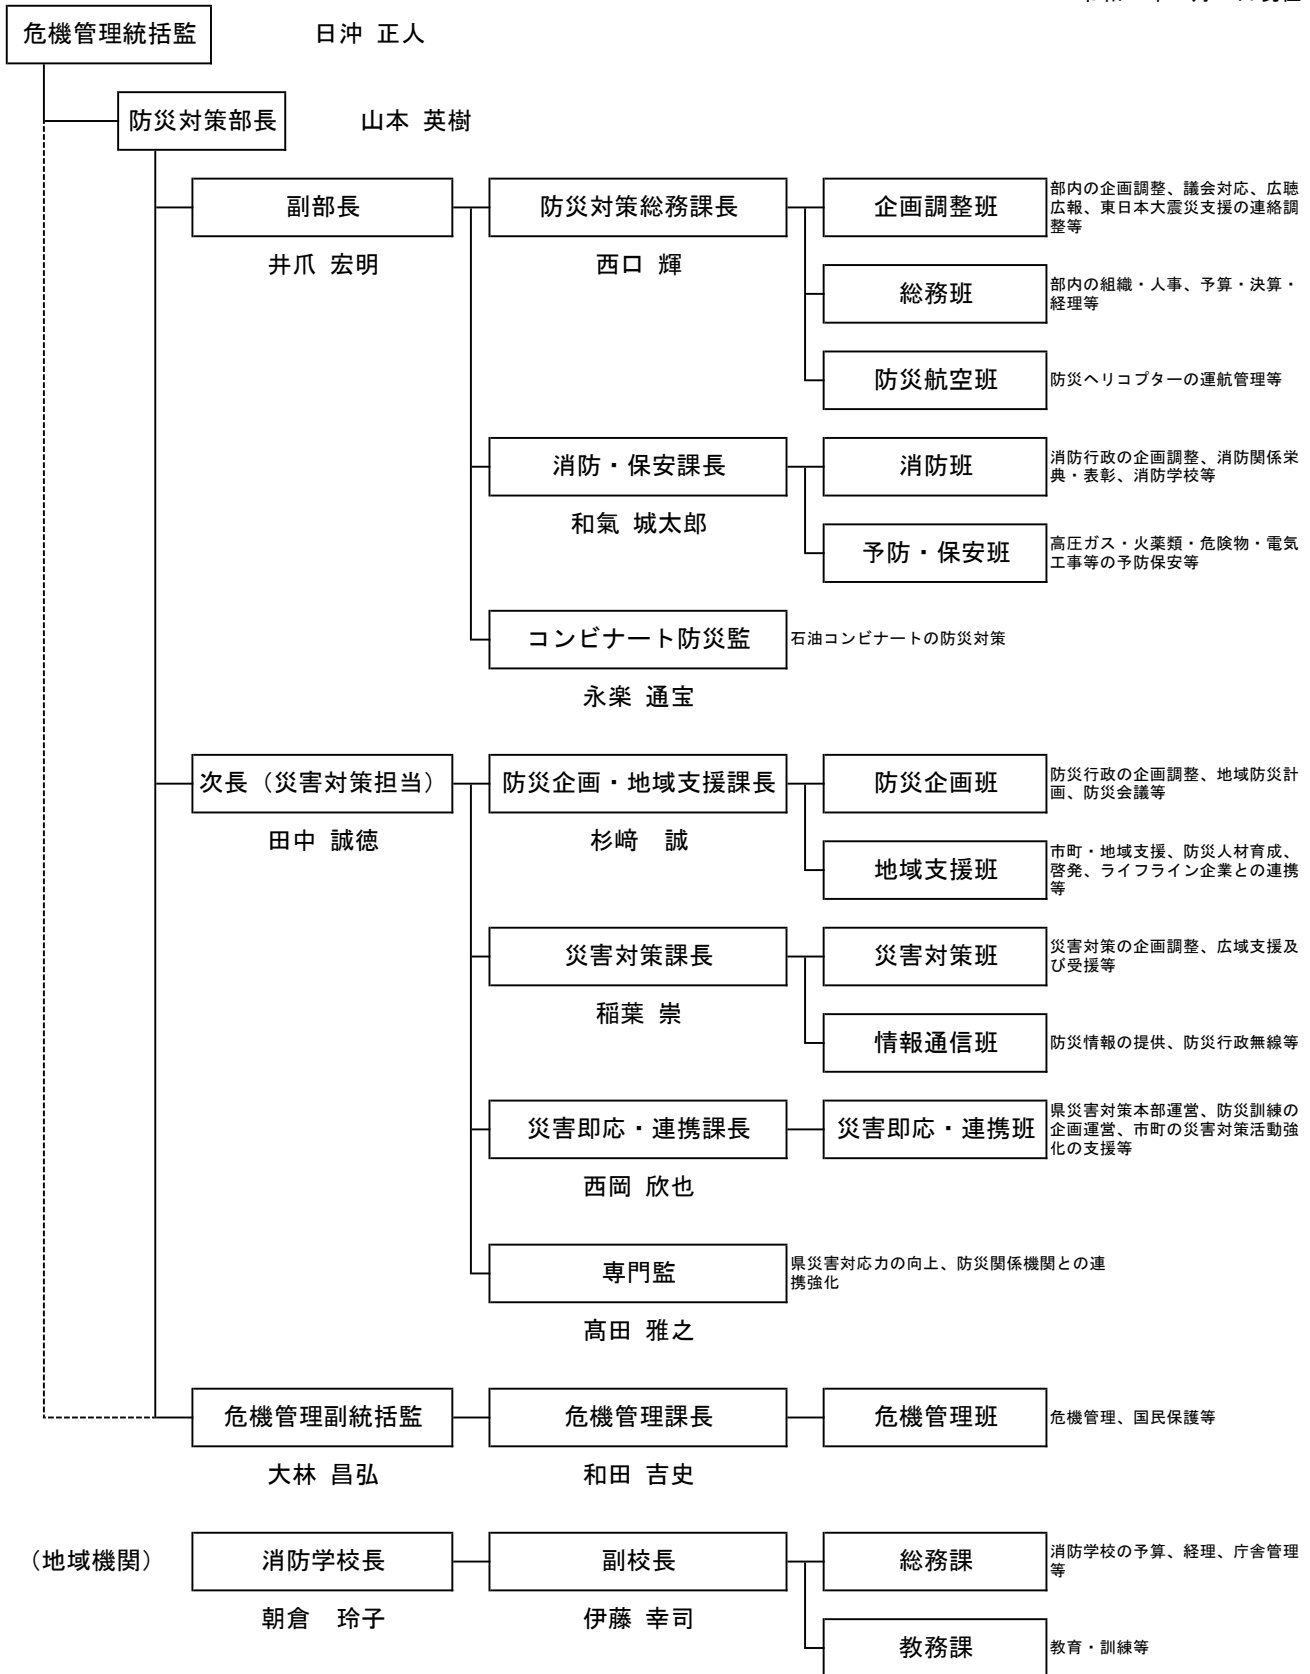 危機管理統括監 日沖 正人
防災対策部長 山本 英樹
副部長 防災対策総務課長 企画調整班 部内の企画調整、議会対応、広聴
広報、東日本大震災支援の連絡調
整等
井爪 宏明 西口 輝
総務班 部内の組織・人事、予算・決算・
経理等
防災航空班 防災ヘリコプターの運航管理等
消防・保安課長 消防班 消防行政の企画調整、消防関係栄
典・表彰、消防学校等
和氣 城太郎
予防・保安班 高圧ガス・火薬類・危険物・電気
工事等の予防保安等
コンビナート防災監 石油コンビナートの防災対策
永楽 通宝
次長（災害対策担当） 防災企画・地域支援課長 防災企画班 防災行政の企画調整、地域防災計
画、防災会議等
田中 誠徳 杉﨑 誠
地域支援班 市町・地域支援、防災人材育成、
啓発、ライフライン企業との連携
等
災害対策課長 災害対策班 災害対策の企画調整、広域支援及
び受援等
稲葉 崇
情報通信班 防災情報の提供、防災行政無線等
災害即応・連携課長 災害即応・連携班 県災害対策本部運営、防災訓練の
企画運営、市町の災害対策活動強
化の支援等
西岡 欣也
専門監 県災害対応力の向上、防災関係機関との連
携強化
髙田 雅之
危機管理副統括監 危機管理課長 危機管理班 危機管理、国民保護等
大林 昌弘 和田 吉史
（地域機関） 消防学校長 副校長 総務課 消防学校の予算、経理、庁舎管理
等
朝倉 玲子 伊藤 幸司
教務課 教育・訓練等